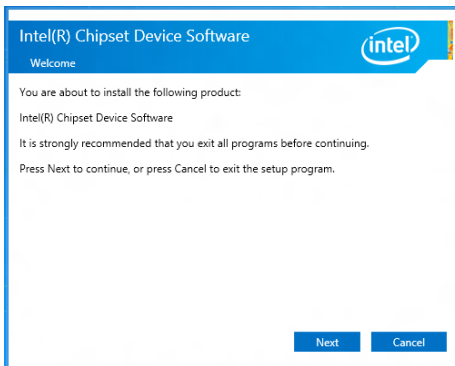 Intel(R) Chipset Device Software
intel
Welcome
You are about to install the following product:
Intel(R) Chipset Device Software
It is strongly recommended that you exit all programs before continuing.
Press Next to continue, or press Cancel to exit the setup program.
Next Cancel